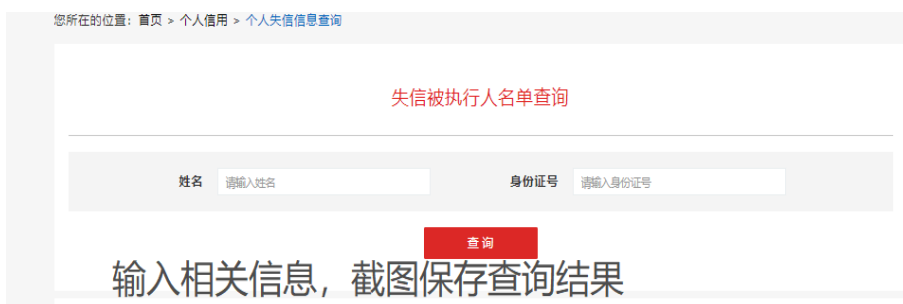 您所在的位置：首页 > 个人信用 > 个人失信信息查询
失信被执行人名单查询
姓名 请输入姓名 身份证号 请输入身份证号
查询
输入相关信息，截图保存查询结果